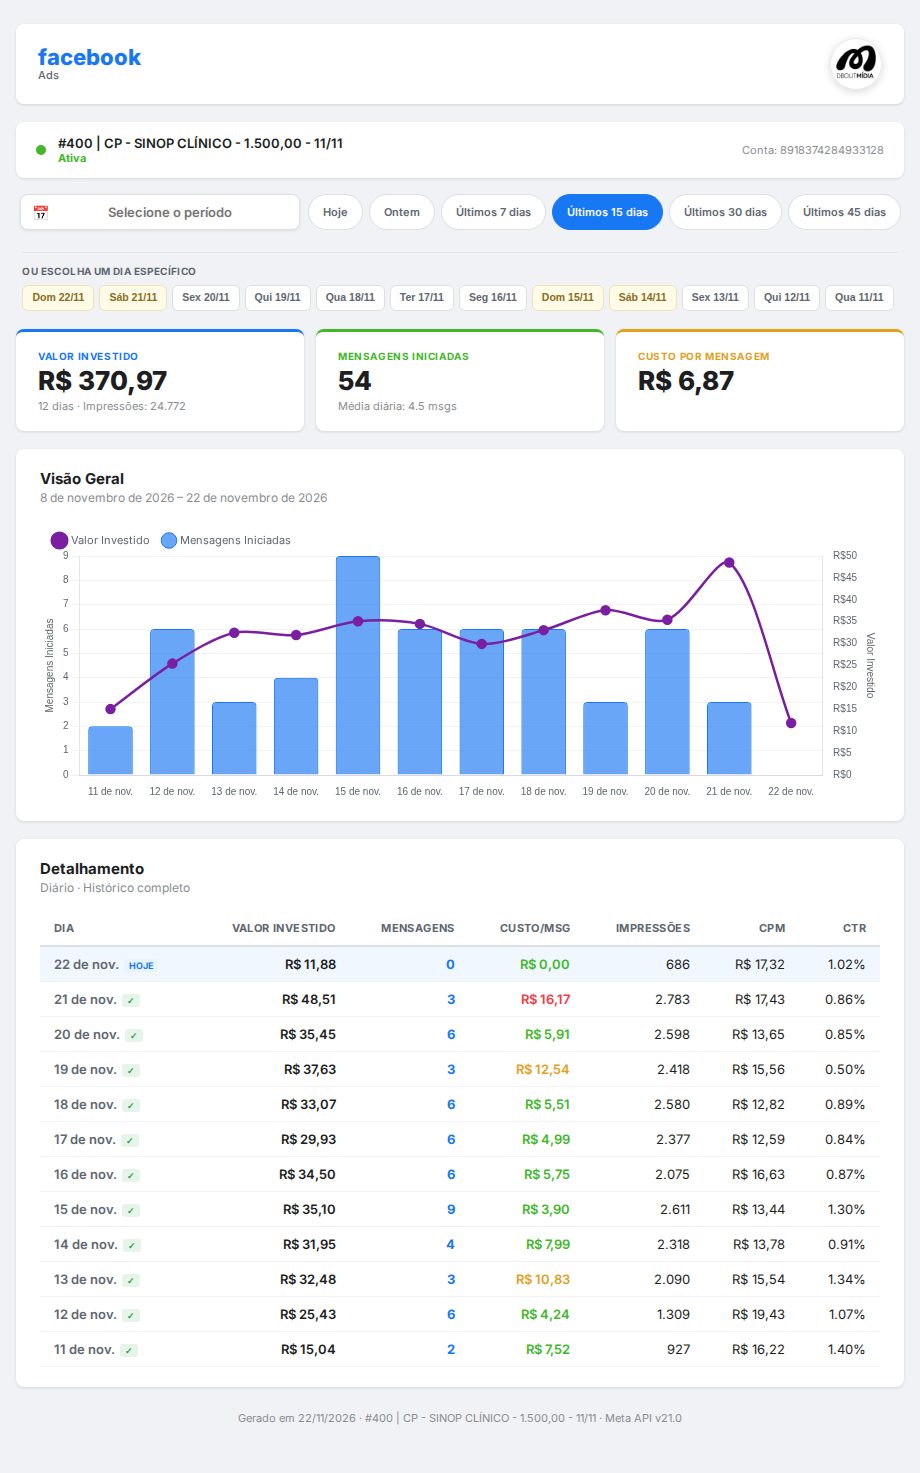 facebook
Ads
DBOLITMÍDIA
#400 | CP - SINOP CLÍNICO - 1.500,00 - 11/11
Ativa
Conta: 8918374284933128
Selecione o período
Hoje
Ontem
Últimos 7 dias
Últimos 15 dias
Últimos 30 dias
Últimos 45 dias
OU ESCOLHA UM DIA ESPECÍFICO
Dom 22/11
Sáb 21/11
Sex 20/11
Qui 19/11
Qua 18/11
Ter 17/11
Seg 16/11
Dom 15/11
Sáb 14/11
Sex 13/11
Qui 12/11
Qua 11/11
VALOR INVESTIDO
R$ 370,97
12 dias · Impressões: 24.772
MENSAGENS INICIADAS
54
Média diária: 4.5 msgs
CUSTO POR MENSAGEM
R$ 6,87
Visão Geral
8 de novembro de 2026 – 22 de novembro de 2026
Valor Investido
Mensagens Iniciadas
Mensagens Iniciadas
9
8
7
6
5
4
3
2
1
0
R$50
R$45
R$40
R$35
R$30
R$25
R$20
R$15
R$10
R$5
R$0
Valor Investido
11 de nov.
12 de nov.
13 de nov.
14 de nov.
15 de nov.
16 de nov.
17 de nov.
18 de nov.
19 de nov.
20 de nov.
21 de nov.
22 de nov.
Detalhamento
Diário · Histórico completo
DIA VALOR INVESTIDO MENSAGENS CUSTO/MSG IMPRESSÕES CPM CTR
22 de nov. HOJE R$ 11,88 0 R$ 0,00 686 R$ 17,32 1.02%
21 de nov. ✓ R$ 48,51 3 R$ 16,17 2.783 R$ 17,43 0.86%
20 de nov. ✓ R$ 35,45 6 R$ 5,91 2.598 R$ 13,65 0.85%
19 de nov. ✓ R$ 37,63 3 R$ 12,54 2.418 R$ 15,56 0.50%
18 de nov. ✓ R$ 33,07 6 R$ 5,51 2.580 R$ 12,82 0.89%
17 de nov. ✓ R$ 29,93 6 R$ 4,99 2.377 R$ 12,59 0.84%
16 de nov. ✓ R$ 34,50 6 R$ 5,75 2.075 R$ 16,63 0.87%
15 de nov. ✓ R$ 35,10 9 R$ 3,90 2.611 R$ 13,44 1.30%
14 de nov. ✓ R$ 31,95 4 R$ 7,99 2.318 R$ 13,78 0.91%
13 de nov. ✓ R$ 32,48 3 R$ 10,83 2.090 R$ 15,54 1.34%
12 de nov. ✓ R$ 25,43 6 R$ 4,24 1.309 R$ 19,43 1.07%
11 de nov. ✓ R$ 15,04 2 R$ 7,52 927 R$ 16,22 1.40%
Gerado em 22/11/2026 · #400 | CP - SINOP CLÍNICO - 1.500,00 - 11/11 · Meta API v21.0